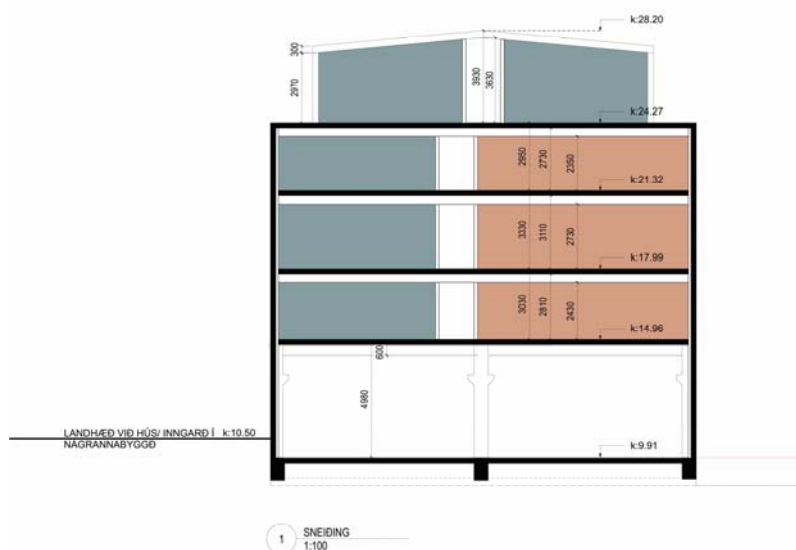 k:28.20
300
2970
3930
3630
k:24.27
2950
2730
2350
k:21.32
3330
3110
2730
k:17.99
3030
2810
2430
k:14.96
600
4980
LANDHÆÐ VIÐ HÚS/ INNGARÐ Í k:10.50
NÁGRANNABYGGÐ
k:9.91
1 SNEIÐING
1:100